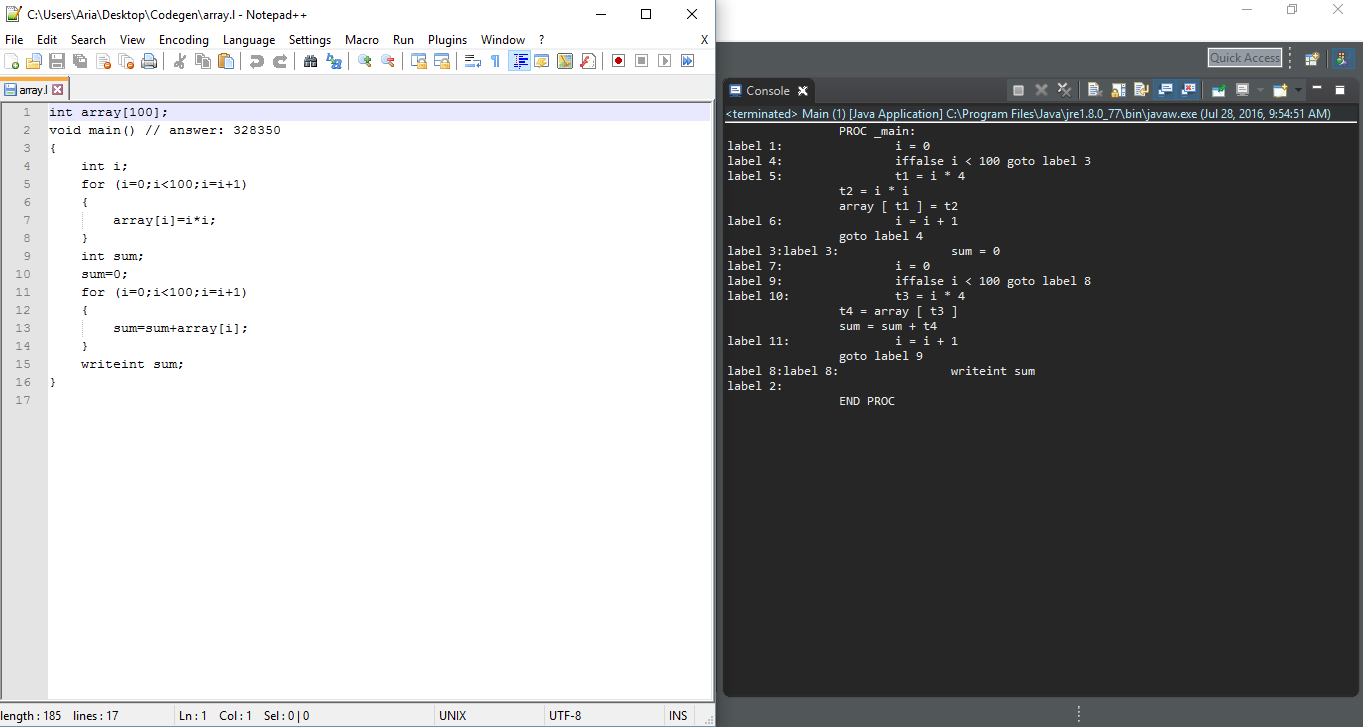 C:\Users\Aria\Desktop\Codegen\array.l - Notepad++
File Edit Search View Encoding Language Settings Macro Run Plugins Window ? X
array.l
1 int array[100];
2 void main() // answer: 328350
3 {
4 int i;
5 for (i=0;i<100;i=i+1)
6 {
7 array[i]=i*i;
8 }
9 int sum;
10 sum=0;
11 for (i=0;i<100;i=i+1)
12 {
13 sum=sum+array[i];
14 }
15 writeint sum;
16 }
17
length : 185 lines : 17 Ln : 1 Col : 1 Sel : 0 | 0 UNIX UTF-8 INS
Quick Access
Console
<terminated> Main (1) [Java Application] C:\Program Files\Java\jre1.8.0_77\bin\javaw.exe (Jul 28, 2016, 9:54:51 AM)
PROC _main:
label 1: i = 0
label 4: iffalse i < 100 goto label 3
label 5: t1 = i * 4
t2 = i * i
array [ t1 ] = t2
label 6: i = i + 1
goto label 4
label 3:label 3: sum = 0
label 7: i = 0
label 9: iffalse i < 100 goto label 8
label 10: t3 = i * 4
t4 = array [ t3 ]
sum = sum + t4
label 11: i = i + 1
goto label 9
label 8:label 8: writeint sum
label 2:
END PROC